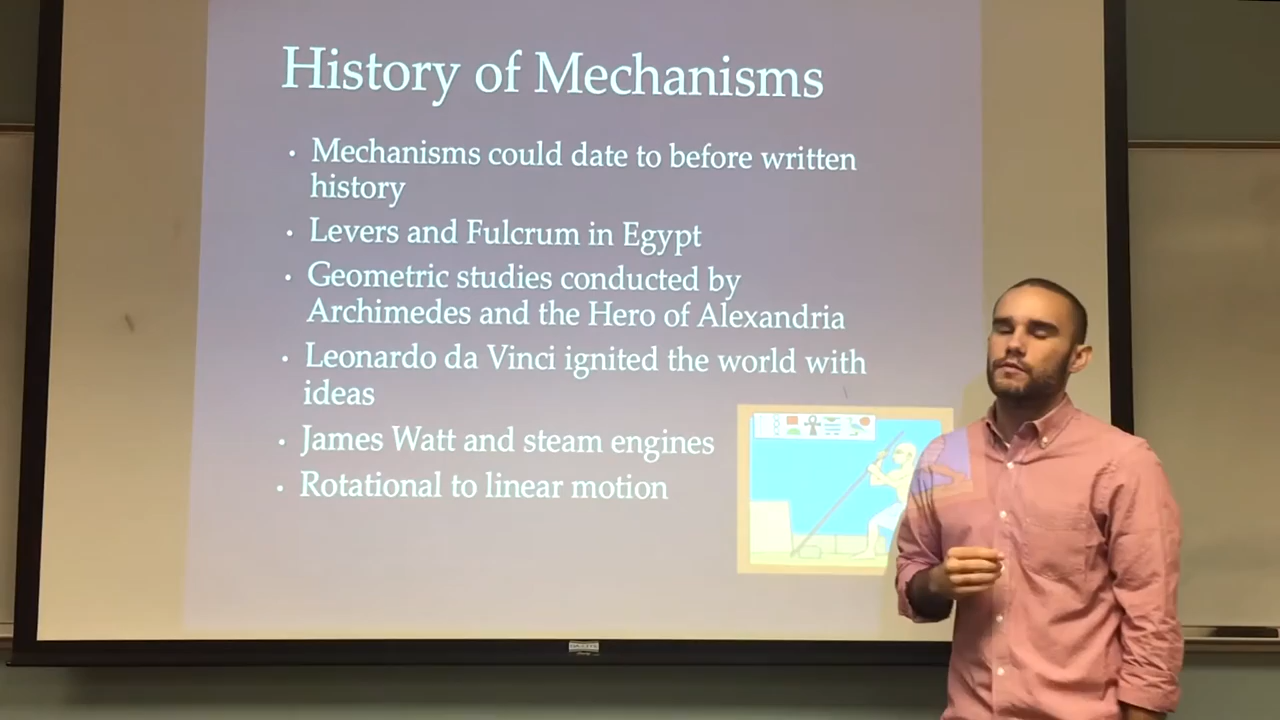 History of Mechanisms
• Mechanisms could date to before written
history
• Levers and Fulcrum in Egypt
• Geometric studies conducted by
Archimedes and the Hero of Alexandria
• Leonardo da Vinci ignited the world with
ideas
• James Watt and steam engines
• Rotational to linear motion